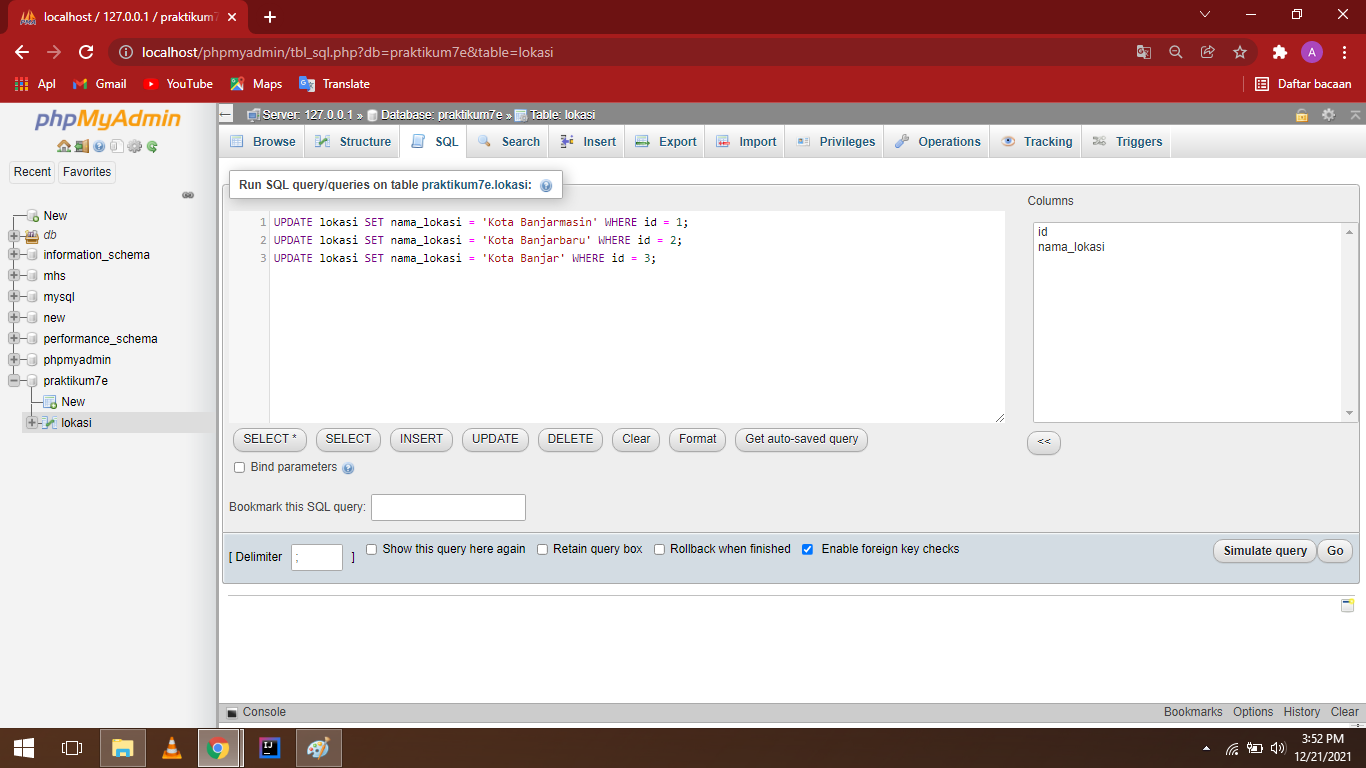 localhost / 127.0.0.1 / praktikum7
localhost/phpmyadmin/tbl_sql.php?db=praktikum7e&table=lokasi
A
Apl Gmail YouTube Maps Translate Daftar bacaan
phpMyAdmin
Recent Favorites
New
db
information_schema
mhs
mysql
new
performance_schema
phpmyadmin
praktikum7e
New
lokasi
Server: 127.0.0.1 » Database: praktikum7e » Table: lokasi
Browse Structure SQL Search Insert Export Import Privileges Operations Tracking Triggers
Run SQL query/queries on table praktikum7e.lokasi:
1 UPDATE lokasi SET nama_lokasi = 'Kota Banjarmasin' WHERE id = 1;
2 UPDATE lokasi SET nama_lokasi = 'Kota Banjarbaru' WHERE id = 2;
3 UPDATE lokasi SET nama_lokasi = 'Kota Banjar' WHERE id = 3;
Columns
id
nama_lokasi
SELECT * SELECT INSERT UPDATE DELETE Clear Format Get auto-saved query <<
Bind parameters
Bookmark this SQL query:
[ Delimiter ; ] Show this query here again Retain query box Rollback when finished Enable foreign key checks Simulate query Go
Console Bookmarks Options History Clear
3:52 PM
12/21/2021